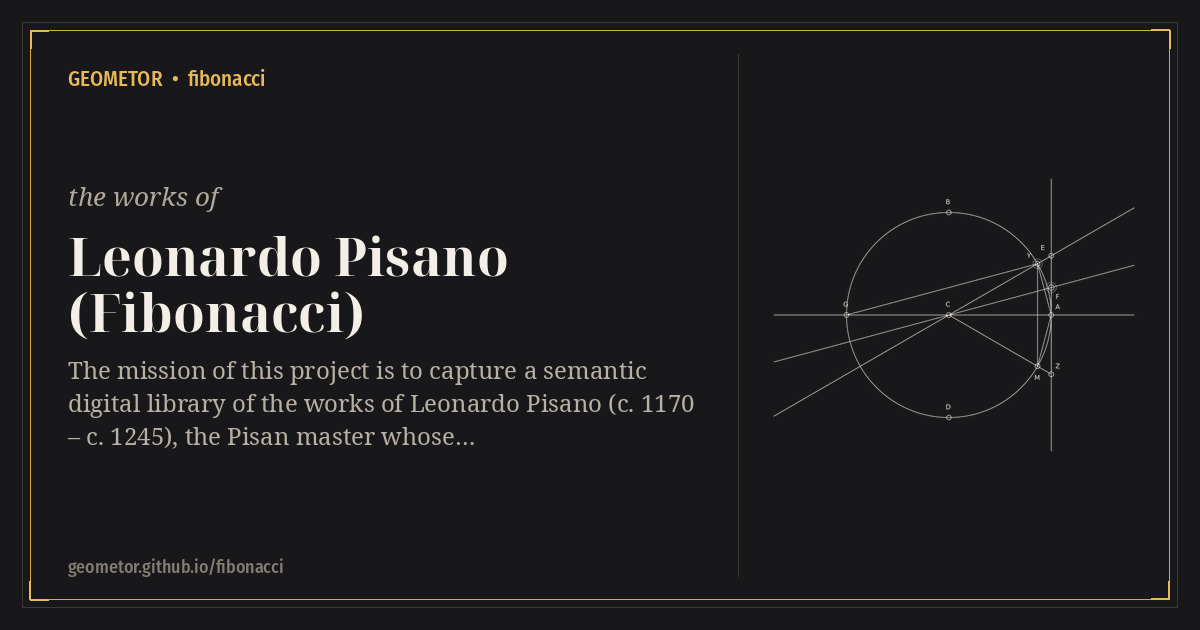 GEOMETOR • fibonacci
the works of
Leonardo Pisano
(Fibonacci)
The mission of this project is to capture a semantic
digital library of the works of Leonardo Pisano (c. 1170
– c. 1245), the Pisan master whose…
geometor.github.io/fibonacci
B
E
Y
F
G
C
A
Z
M
D